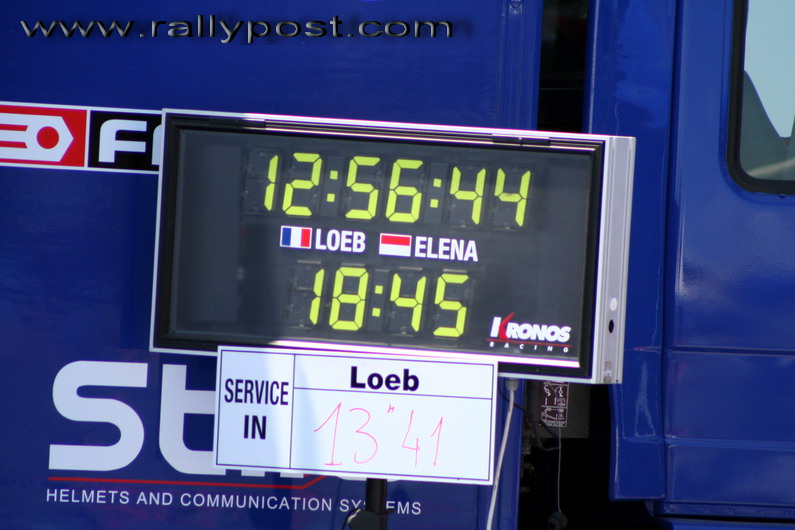 www.rallypost.com
12:56:44
LOEB ELENA
18:45
KRONOS
RACING
SERVICE
IN
Loeb
13"41
HELMETS AND COMMUNICATION SYSTEMS